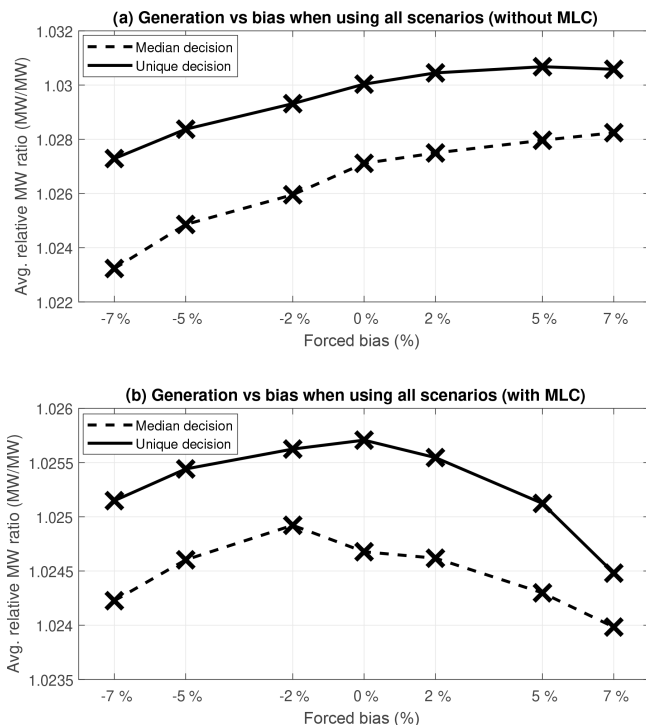 (a) Generation vs bias when using all scenarios (without MLC)
Avg. relative MW ratio (MW/MW)
1.032
1.03
1.028
1.026
1.024
1.022
Median decision
Unique decision
-7 % -5 % -2 % 0 % 2 % 5 % 7 %
Forced bias (%)
(b) Generation vs bias when using all scenarios (with MLC)
Avg. relative MW ratio (MW/MW)
1.026
1.0255
1.025
1.0245
1.024
1.0235
Median decision
Unique decision
-7 % -5 % -2 % 0 % 2 % 5 % 7 %
Forced bias (%)